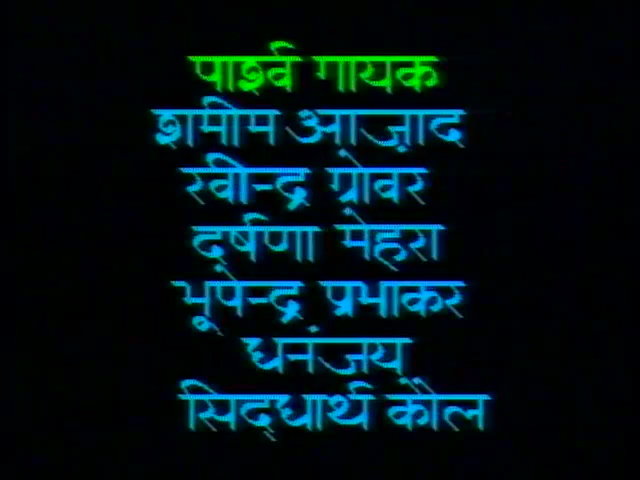 पार्श्व गायक
शमीम आज़ाद
रवीन्द्र ग्रोवर
दर्षणा मेहरा
भूपेन्द्र प्रभाकर
धनंजय
सिद्धार्थ कौल